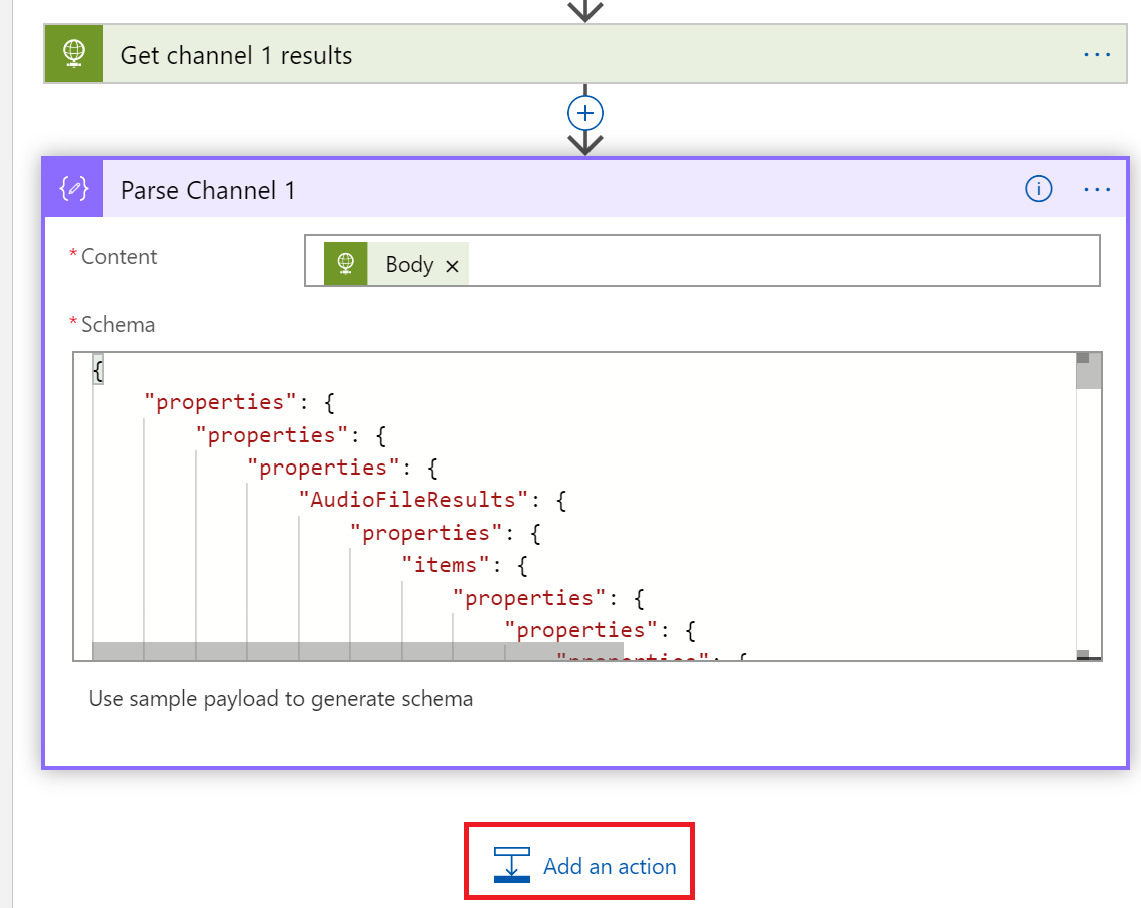 Get channel 1 results
...
Parse Channel 1
i
...
* Content
Body ×
* Schema
{
"properties": {
"properties": {
"properties": {
"AudioFileResults": {
"properties": {
"items": {
"properties": {
"properties": {
"properties": {
Use sample payload to generate schema
Add an action